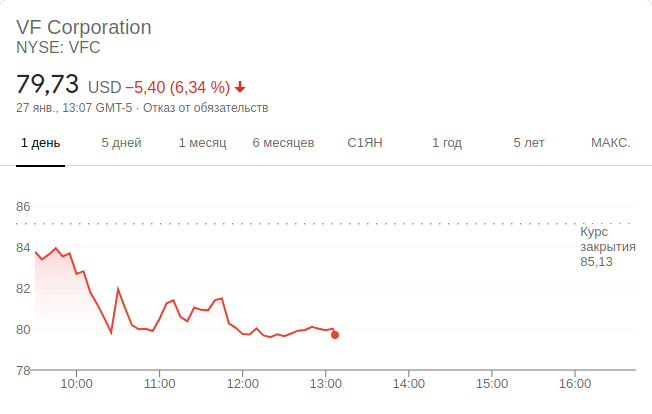 VF Corporation
NYSE: VFC
79,73 USD −5,40 (6,34 %)
27 янв., 13:07 GMT-5 · Отказ от обязательств
1 день 5 дней 1 месяц 6 месяцев С1ЯН 1 год 5 лет МАКС.
86
Курс
закрытия
85,13
84
82
80
78
10:00 11:00 12:00 13:00 14:00 15:00 16:00